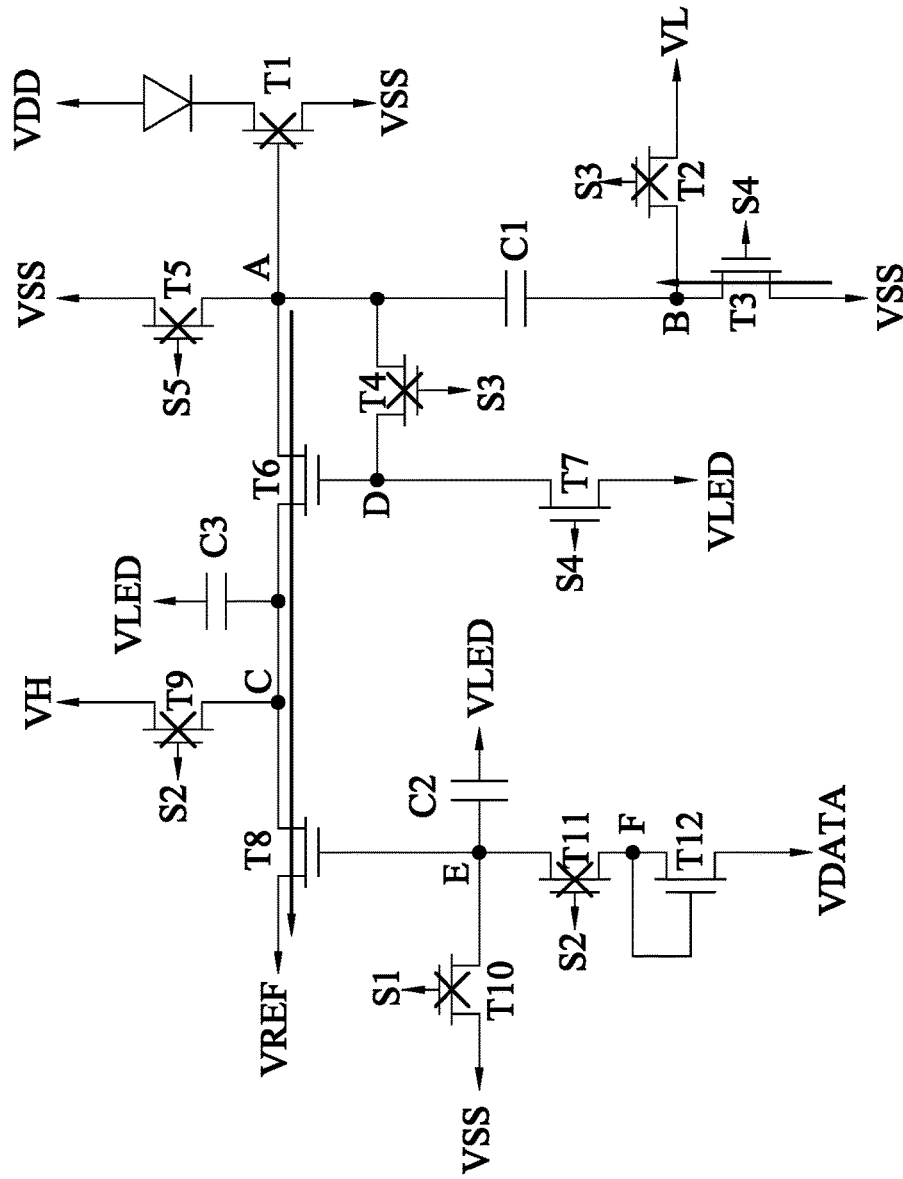 VH
VSS
VDD
VLED
S2
T9
S5
T5
C3
T8
C
T6
A
VREF
T1
S1
T4
D
VSS
C2
E
VSS
VLED
S3
T10
C1
S2
T11
S4
T7
S3
F
B
VL
T12
T2
VLED
T3
S4
VDATA
VSS